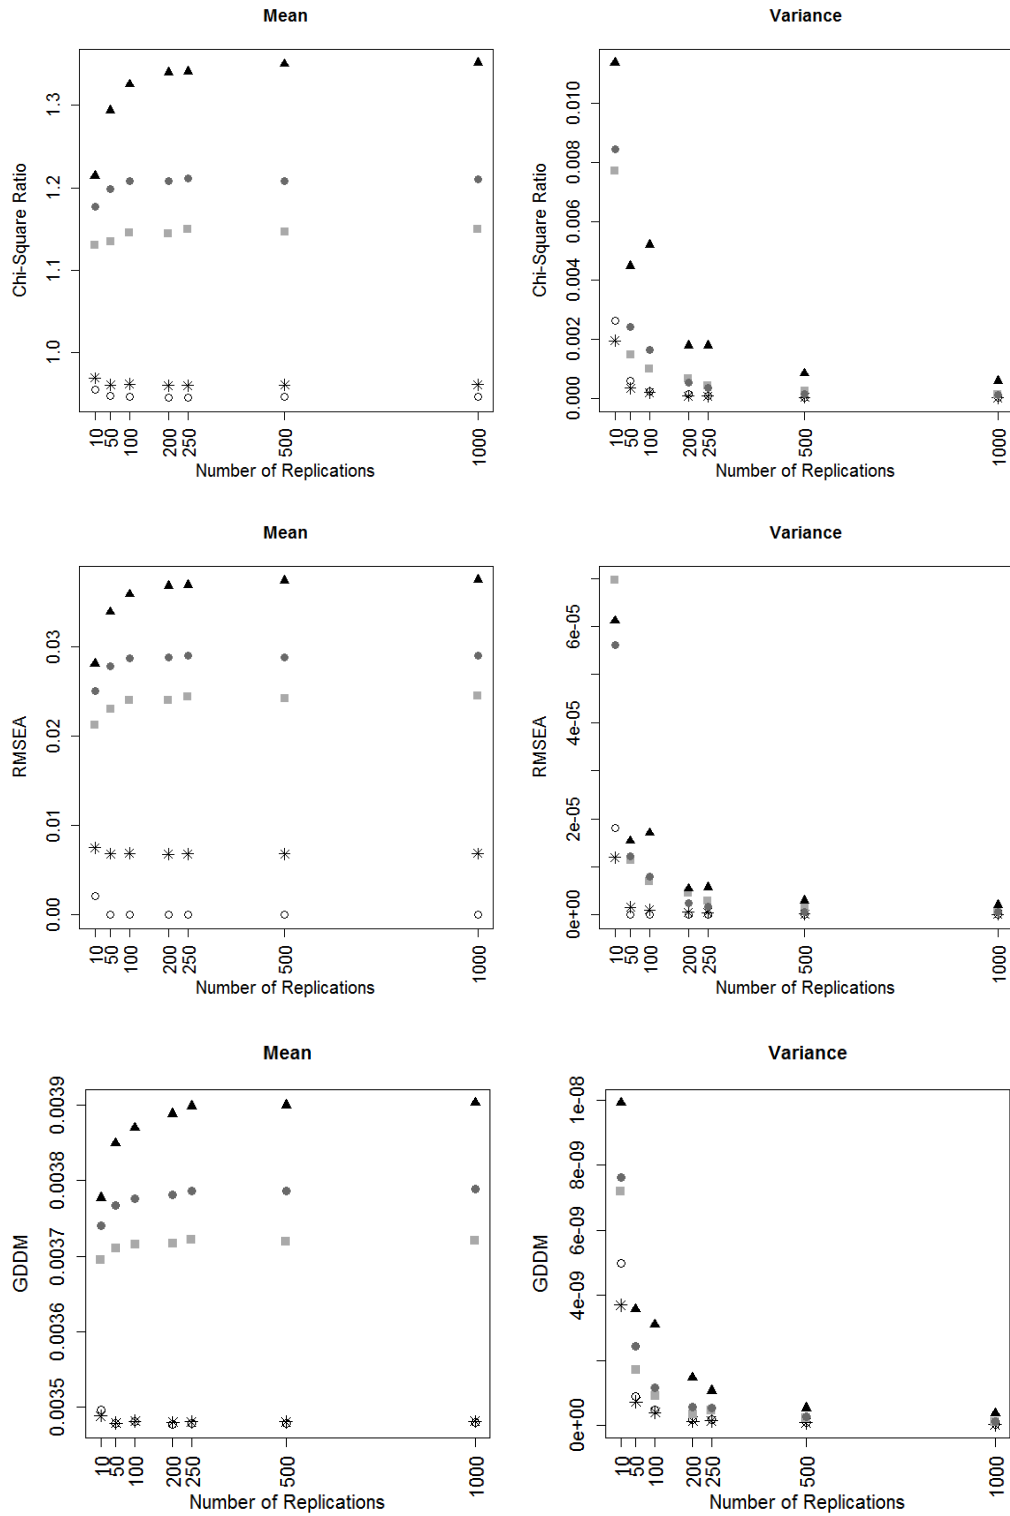 Mean
Variance
Chi-Square Ratio
1.3
1.2
1.1
1.0
10
50
100
200
250
500
1000
Number of Replications
Chi-Square Ratio
0.010
0.008
0.006
0.004
0.002
0.000
10
50
100
200
250
500
1000
Number of Replications
Mean
Variance
RMSEA
0.03
0.02
0.01
0.00
10
50
100
200
250
500
1000
Number of Replications
RMSEA
6e-05
4e-05
2e-05
0e+00
10
50
100
200
250
500
1000
Number of Replications
Mean
Variance
GDDM
0.0039
0.0038
0.0037
0.0036
0.0035
10
50
100
200
250
500
1000
Number of Replications
GDDM
1e-08
8e-09
6e-09
4e-09
0e+00
10
50
100
200
250
500
1000
Number of Replications